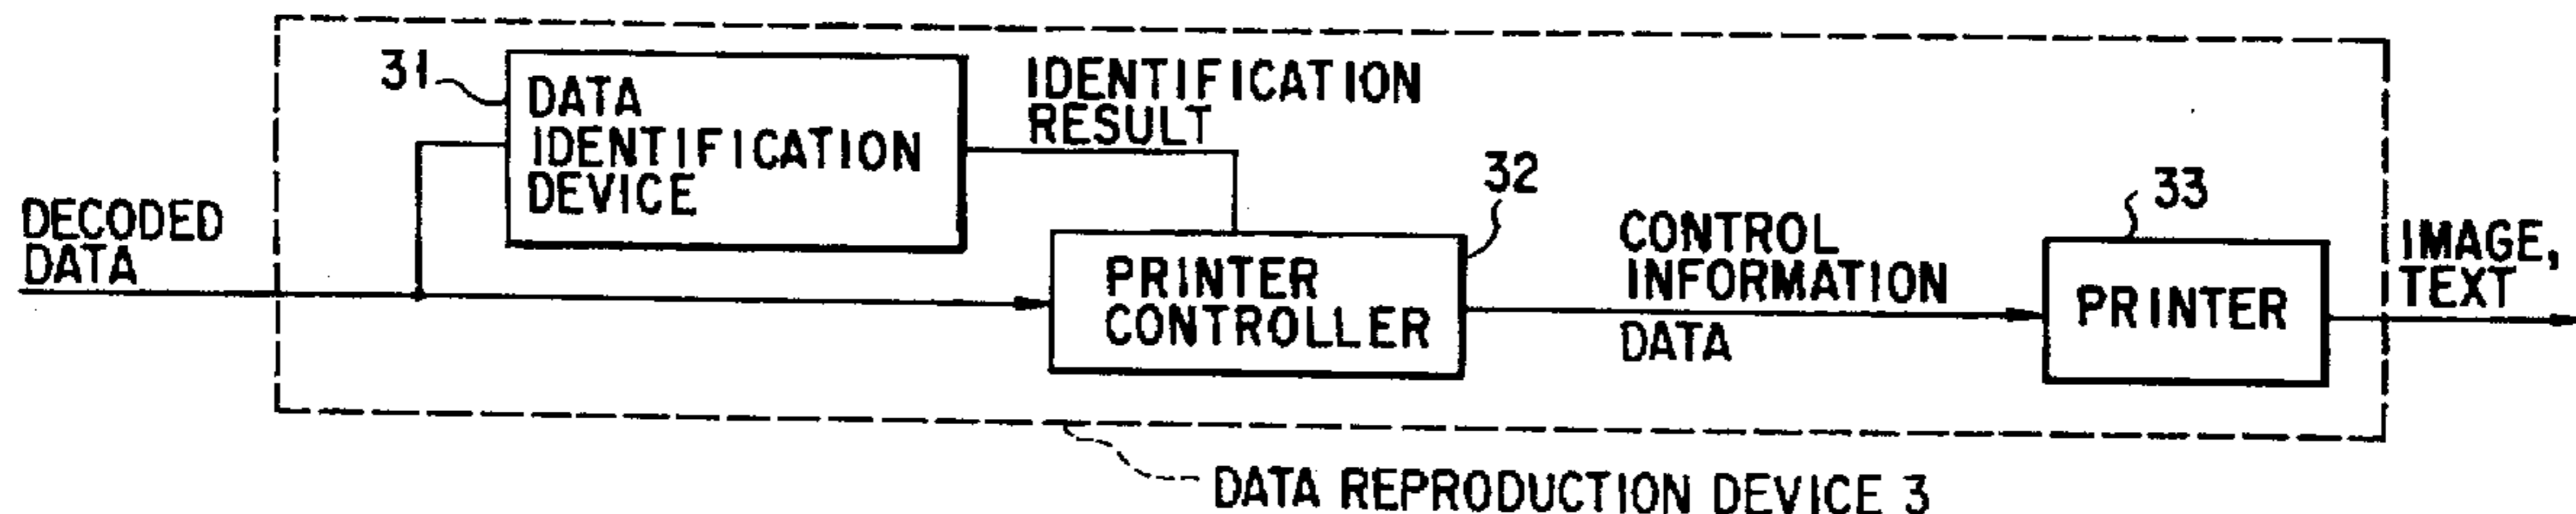 31
DATA
IDENTIFICATION
DEVICE
IDENTIFICATION
RESULT
DECODED
DATA
32
PRINTER
CONTROLLER
CONTROL
INFORMATION
DATA
33
PRINTER
IMAGE,
TEXT
DATA REPRODUCTION DEVICE 3